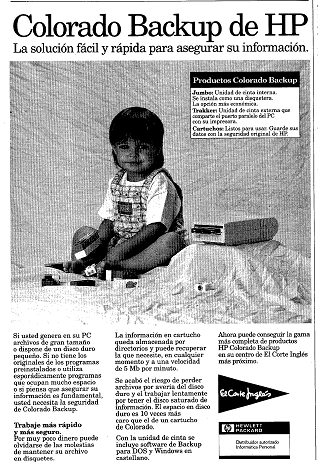 Colorado Backup de HP
La solución fácil y rápida para asegurar su información.
Productos Colorado Backup
Jumbo: Unidad de cinta interna.
Se instala como una disquetera.
La opción más económica.
Trakker: Unidad de cinta externa que
comparte el puerto paralelo del PC
con su impresora.
Cartuchos: Listos para usar. Guarde sus
datos con la seguridad original de HP.
Si usted genera en su PC
archivos de gran tamaño
o dispone de un disco duro
pequeño. Si no tiene los
originales de los programas
preinstalados o utiliza
esporádicamente programas
que ocupan mucho espacio
o si piensa que asegurar su
información es fundamental,
usted necesita la seguridad
de Colorado Backup.
Trabaje más rápido
y más seguro.
Por muy poco dinero puede
olvidarse de las molestias
de mantener su archivo
en disquetes.
La información en cartucho
queda almacenada por
directorios y puede recuperar
la que necesite, en cualquier
momento y a una velocidad
de 5 Mb por minuto.
Se acabó el riesgo de perder
archivos por avería del disco
duro y el trabajar lentamente
por tener el disco saturado de
información. El espacio en disco
duro es 10 veces más
caro que el de un cartucho
de Colorado.
Con la unidad de cinta se
incluye software de Backup
para DOS y Windows en
castellano.
Ahora puede conseguir la gama
más completa de productos
HP Colorado Backup
en su centro de El Corte Inglés
más próximo.
El Corte Inglés
HEWLETT
PACKARD
Distribuidor autorizado
Informática Personal